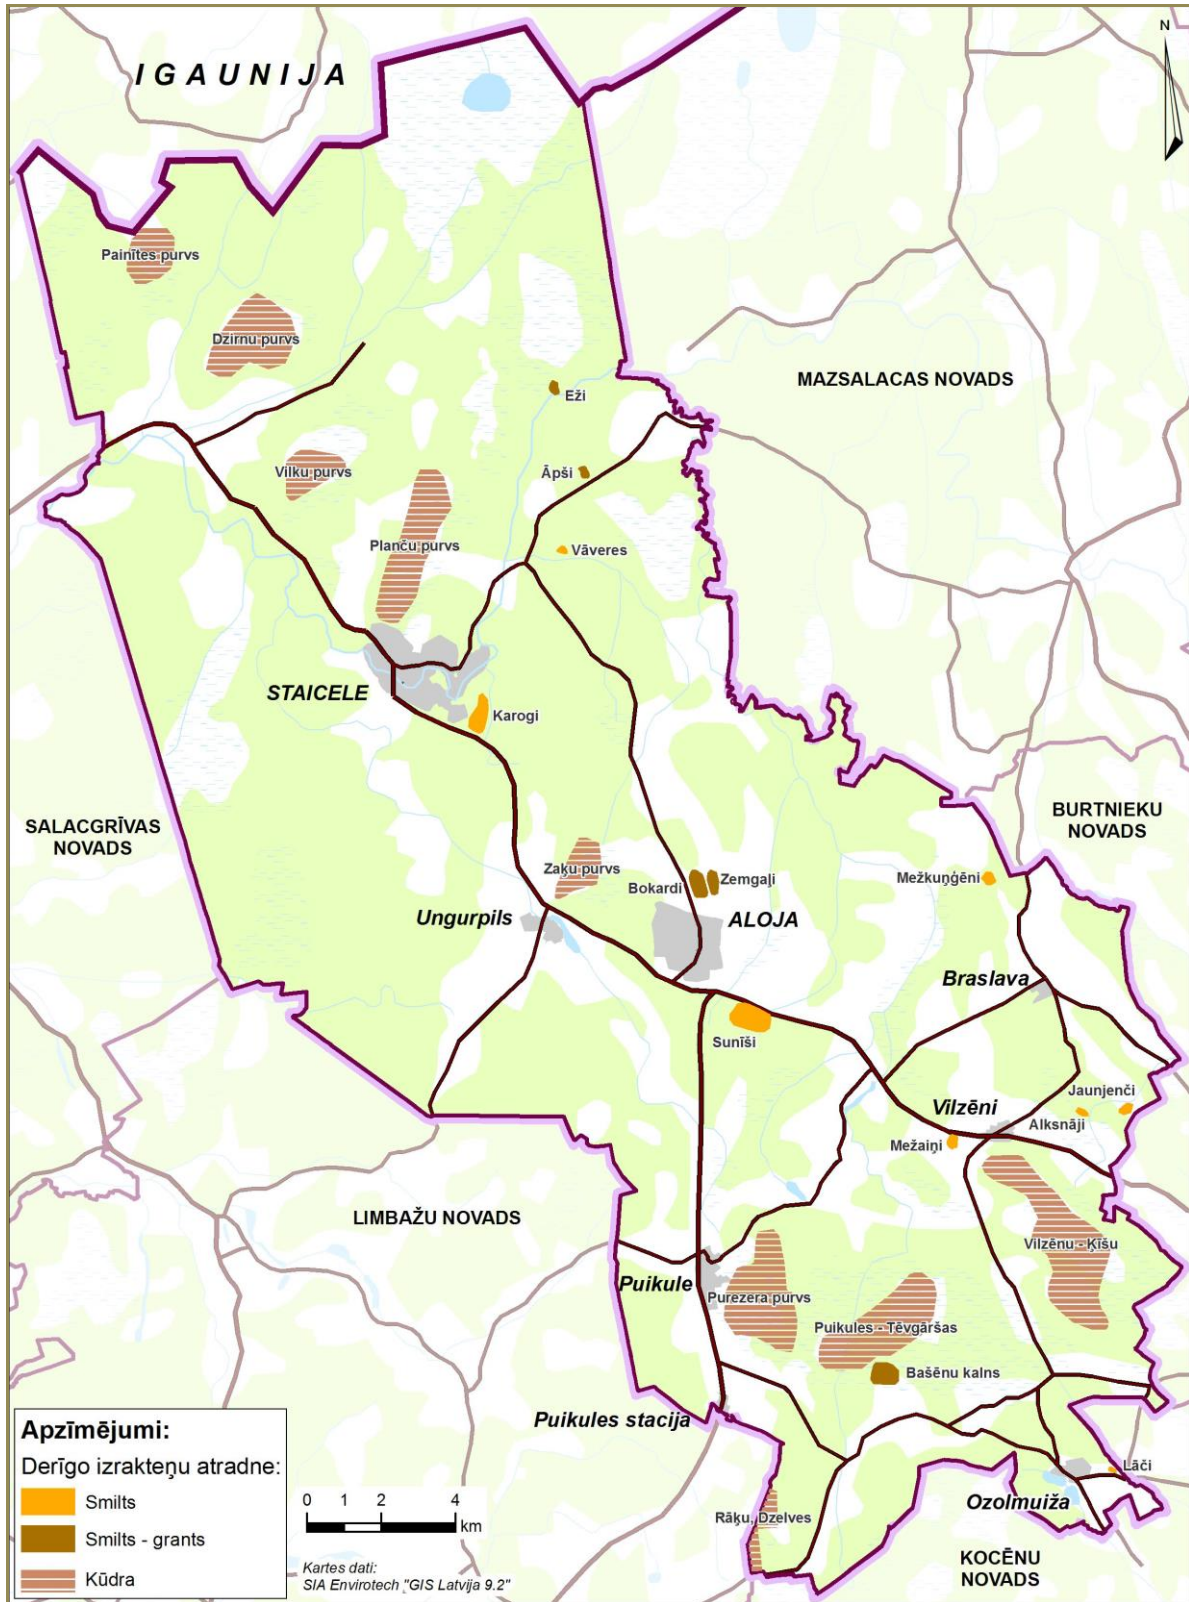 N
IGAUNIJA
Painītes purvs
Dzirnu purvs
MAZSALACAS NOVADS
Eži
Vilku purvs
Āpši
Planču purvs
Vāveres
STAICELE
Karogi
SALACGRĪVAS
NOVADS
BURTNIEKU
NOVADS
Zaķu purvs
Bokardi
Zemgaļi
Mežkuņģēni
Ungurpils
ALOJA
Braslava
Sunīši
Jaunjenči
Vilzēni
Alksnāji
Mežaiņi
LIMBAŽU NOVADS
Vilzēnu - Ķīšu
Puikule
Purezera purvs
Puikules - Tēvgāršas
Bašēnu kalns
Puikules stacija
Lāči
Ozolmuiža
Rāķu, Dzelves
KOCĒNU
NOVADS
Apzīmējumi:
Derīgo izrakteņu atradne:
Smilts
Smilts - grants
Kūdra
0 1 2 4
km
Kartes dati:
SIA Envirotech "GIS Latvija 9.2"